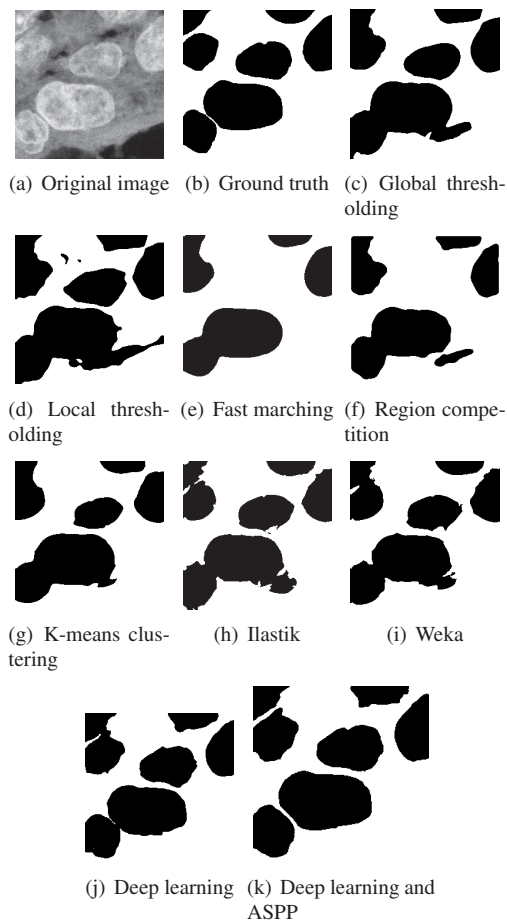 (a) Original image (b) Ground truth (c) Global thresh-
olding
(d) Local thresh-
olding
(e) Fast marching (f) Region compe-
tition
(g) K-means clus-
tering
(h) Ilastik (i) Weka
(j) Deep learning (k) Deep learning and
ASPP